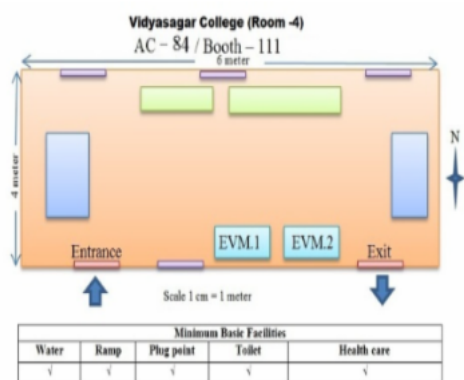 Vidyasagar College (Room -4)
AC – 84 / Booth – 111
6 meter
4 meter
N
EVM.1 EVM.2
Entrance Exit
Scale 1 cm = 1 meter
Minimum Basic Facilities
Water Ramp Plug point Toilet Health care
√ √ √ √ √